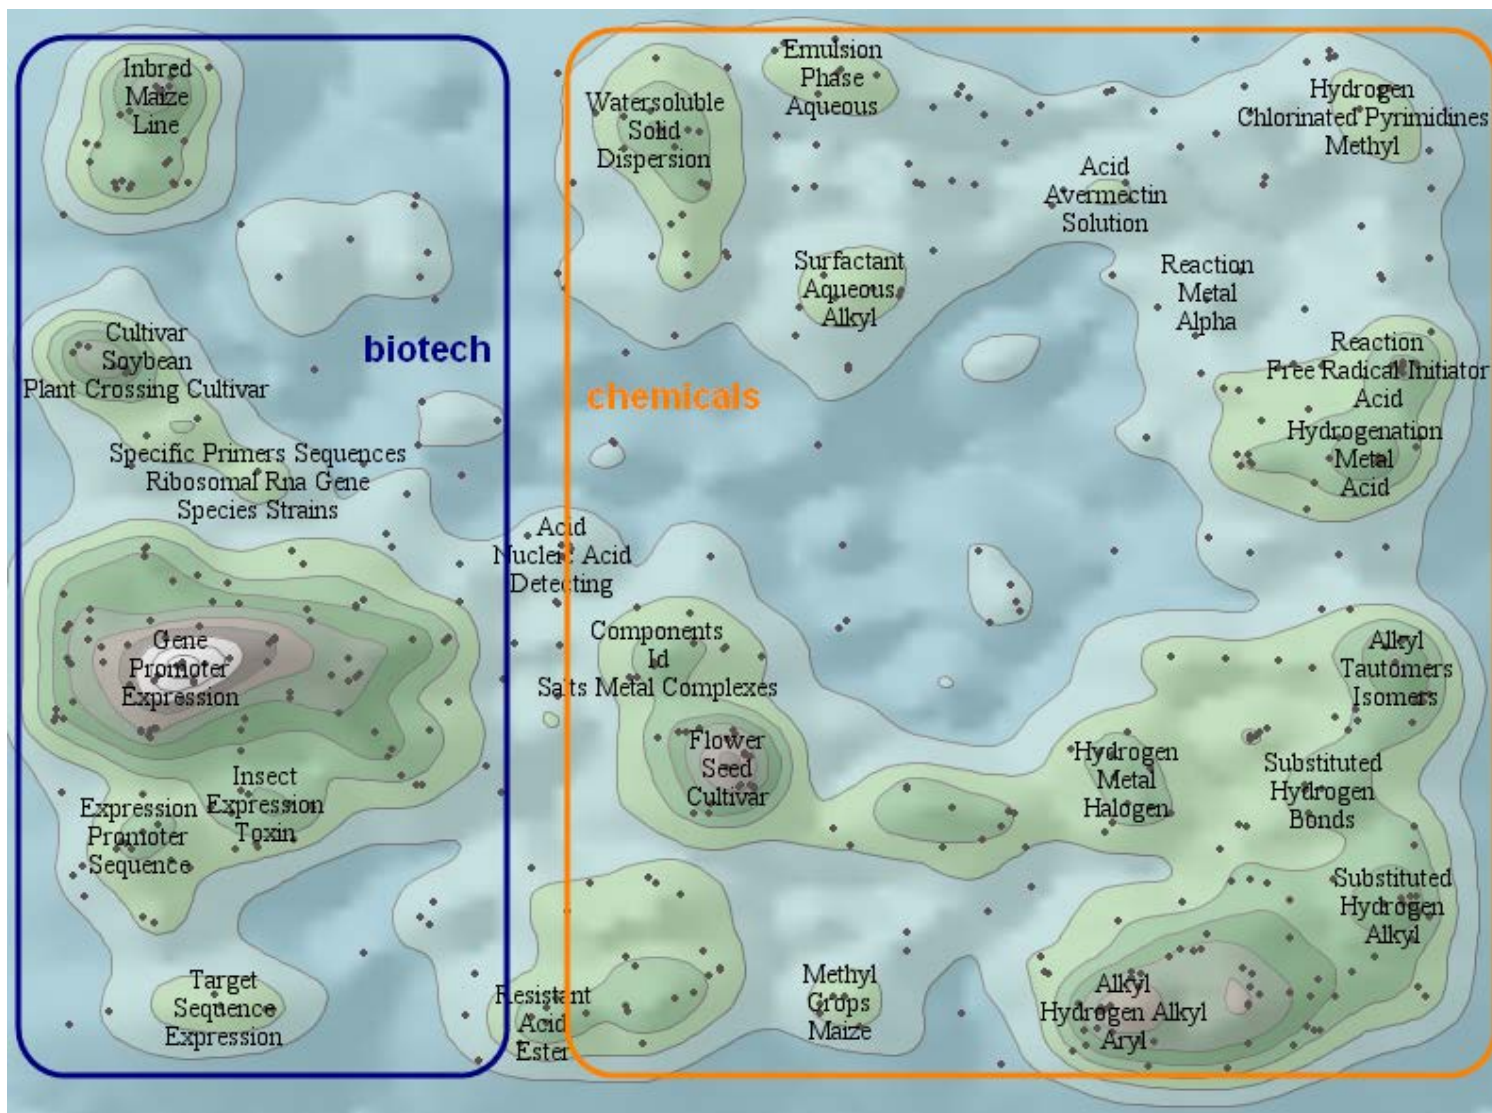 Inbred
Maize
Line
Watersoluble
Solid
Dispersion
Emulsion
Phase
Aqueous
Hydrogen
Chlorinated Pyrimidines
Methyl
Acid
Avermectin
Solution
Surfactant
Aqueous
Alkyl
Reaction
Metal
Alpha
Cultivar
Soybean
Plant Crossing Cultivar
biotech
chemicals
Reaction
Free Radical Initiator
Acid
Hydrogenation
Metal
Acid
Specific Primers Sequences
Ribosomal Rna Gene
Species Strains
Acid
Nucleic Acid
Detecting
Gene
Promoter
Expression
Components
Id
Salts Metal Complexes
Alkyl
Tautomers
Isomers
Flower
Seed
Cultivar
Hydrogen
Metal
Halogen
Substituted
Hydrogen
Bonds
Insect
Expression
Toxin
Expression
Promoter
Sequence
Substituted
Hydrogen
Alkyl
Target
Sequence
Expression
Resistant
Acid
Ester
Methyl
Crops
Maize
Alkyl
Hydrogen Alkyl
Aryl